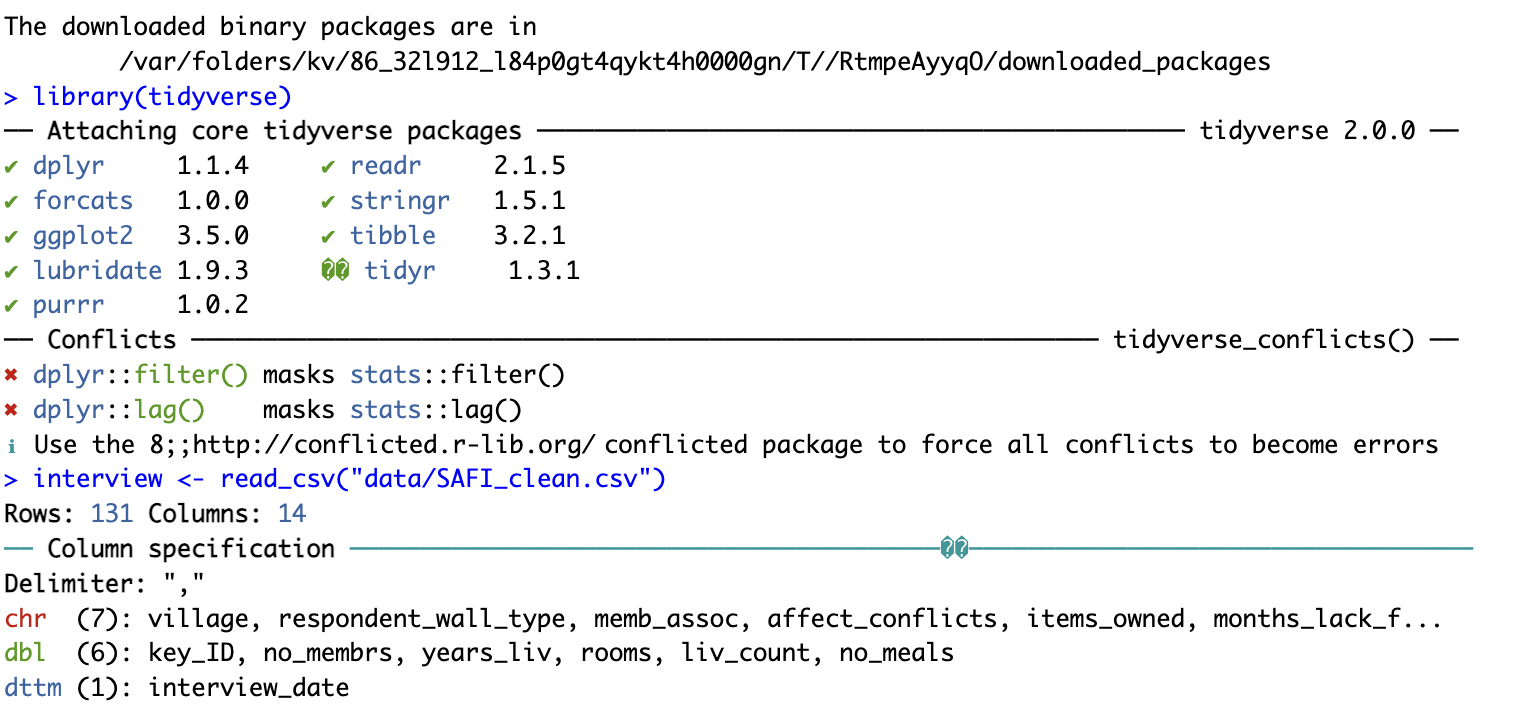 The downloaded binary packages are in
/var/folders/kv/86_32l912_l84p0gt4qykt4h0000gn/T//RtmpeAyyqO/downloaded_packages
> library(tidyverse)
── Attaching core tidyverse packages ───────────────────────── tidyverse 2.0.0 ──
✔ dplyr     1.1.4     ✔ readr     2.1.5
✔ forcats   1.0.0     ✔ stringr   1.5.1
✔ ggplot2   3.5.0     ✔ tibble    3.2.1
✔ lubridate 1.9.3     �� tidyr     1.3.1
✔ purrr     1.0.2
── Conflicts ───────────────────────── tidyverse_conflicts() ──
✖ dplyr::filter() masks stats::filter()
✖ dplyr::lag()    masks stats::lag()
ℹ Use the 8;;http://conflicted.r-lib.org/ conflicted package to force all conflicts to become errors
> interview <- read_csv("data/SAFI_clean.csv")
Rows: 131 Columns: 14
── Column specification ─────────────────────────��─────────────────────────
Delimiter: ","
chr  (7): village, respondent_wall_type, memb_assoc, affect_conflicts, items_owned, months_lack_f...
dbl  (6): key_ID, no_membrs, years_liv, rooms, liv_count, no_meals
dttm (1): interview_date